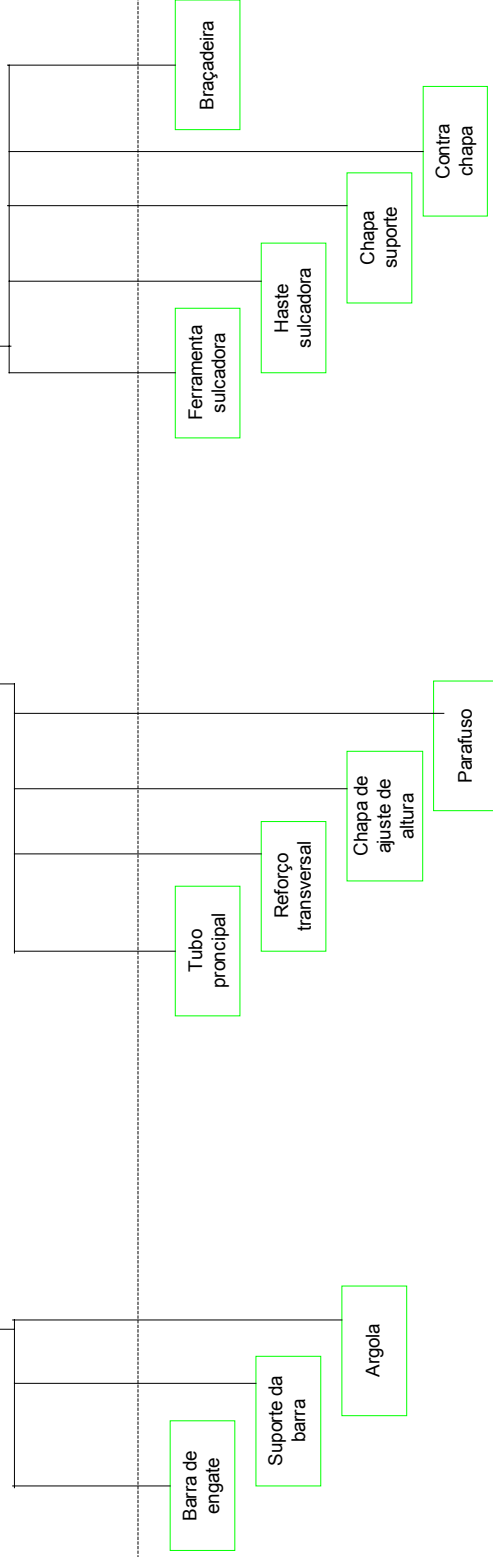 Barra de
engate
Suporte da
barra
Argola
Tubo
proncipal
Reforço
transversal
Chapa de
ajuste de
altura
Parafuso
Ferramenta
sulcadora
Haste
sulcadora
Chapa
suporte
Contra
chapa
Braçadeira